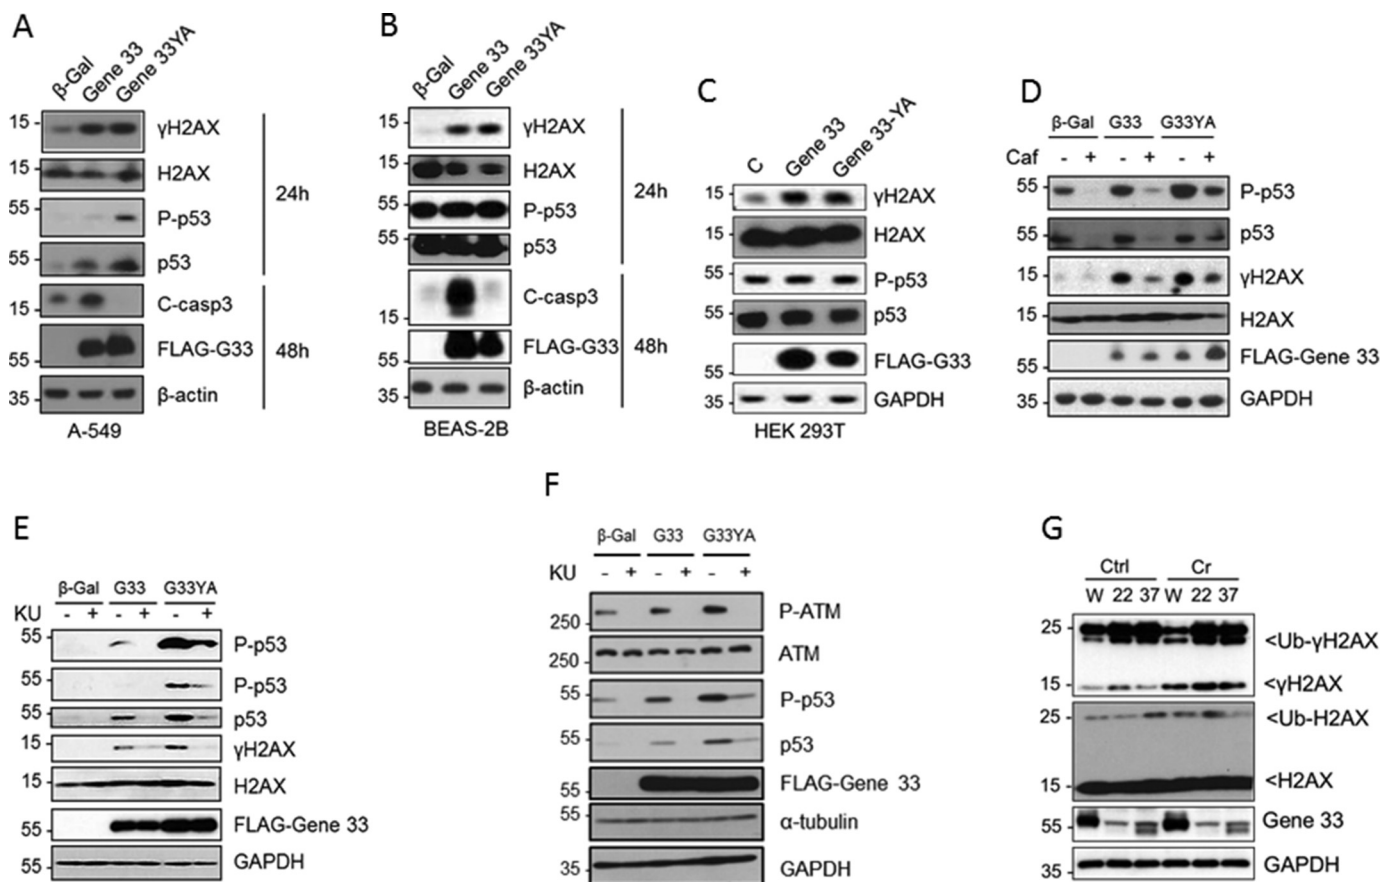 A
β-Gal
Gene 33
Gene 33YA
15
γH2AX
15
H2AX
55
P-p53
55
p53
24h
15
C-casp3
55
FLAG-G33
35
β-actin
48h
A-549
B
β-Gal
Gene 33
Gene 33YA
15
γH2AX
15
H2AX
55
P-p53
55
p53
24h
15
C-casp3
55
FLAG-G33
35
β-actin
48h
BEAS-2B
C
C
Gene 33
Gene 33-YA
15
γH2AX
15
H2AX
55
P-p53
55
p53
55
FLAG-G33
35
GAPDH
HEK 293T
D
β-Gal G33 G33YA
Caf - + - + - +
55
P-p53
55
p53
15
γH2AX
15
H2AX
55
FLAG-Gene 33
35
GAPDH
E
β-Gal G33 G33YA
KU - + - + - +
55
P-p53
55
P-p53
55
p53
15
γH2AX
15
H2AX
55
FLAG-Gene 33
55
GAPDH
F
β-Gal G33 G33YA
KU - + - + - +
250
P-ATM
250
ATM
55
P-p53
55
p53
55
FLAG-Gene 33
55
α-tubulin
35
GAPDH
G
Ctrl Cr
W 22 37 W 22 37
25
<Ub-γH2AX
15
<γH2AX
25
<Ub-H2AX
15
<H2AX
55
Gene 33
35
GAPDH